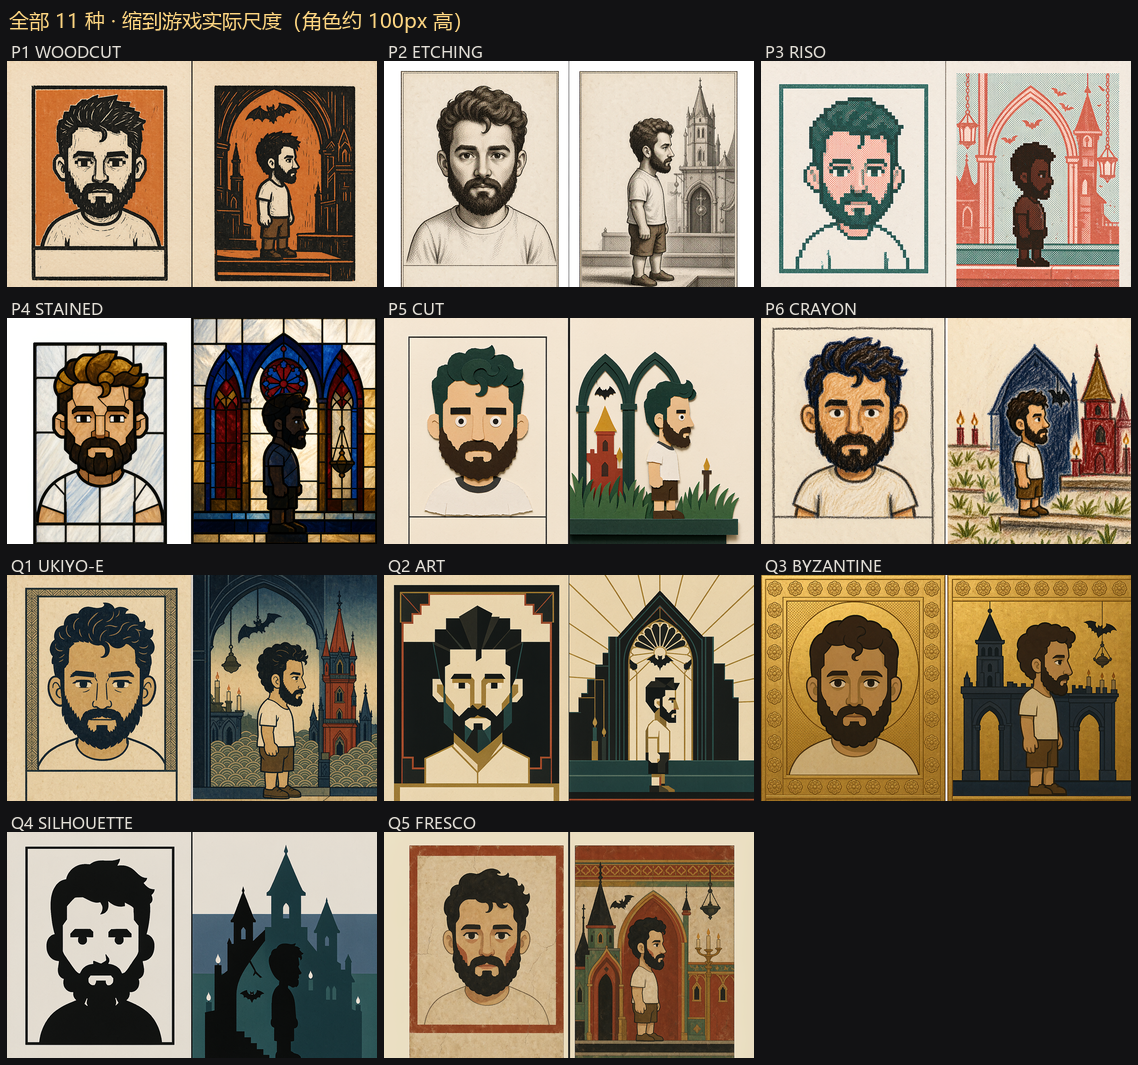 全部 11 种 · 缩到游戏实际尺度（角色约 100px 高）
P1 WOODCUT
P2 ETCHING
P3 RISO
P4 STAINED
P5 CUT
P6 CRAYON
Q1 UKIYO-E
Q2 ART
Q3 BYZANTINE
Q4 SILHOUETTE
Q5 FRESCO